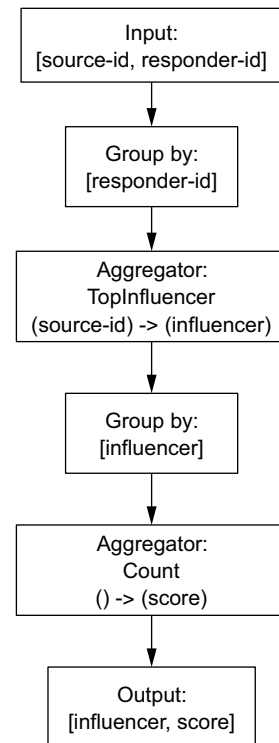 Input:
[source-id, responder-id]
Group by:
[responder-id]
Aggregator:
TopInfluencer
(source-id) -> (influencer)
Group by:
[influencer]
Aggregator:
Count
() -> (score)
Output:
[influencer, score]